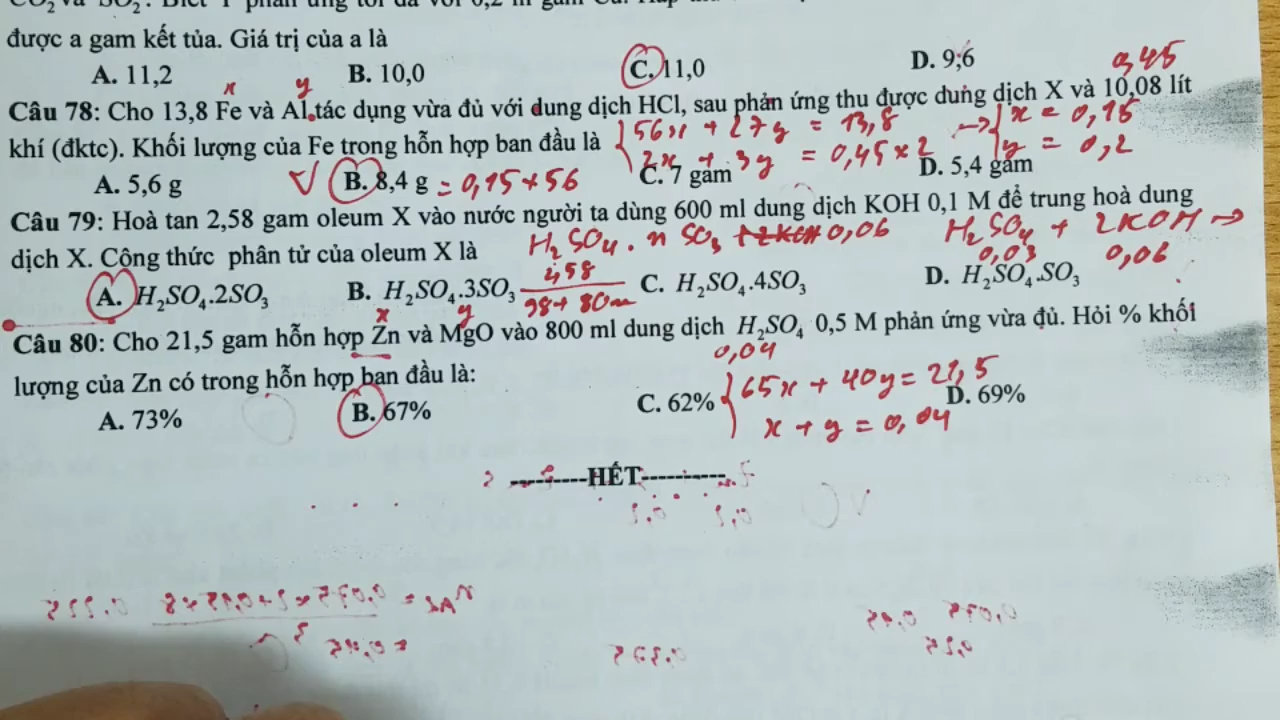 được a gam kết tủa. Giá trị của a là
A. 11,2 B. 10,0 C. 11,0 D. 9,6
0,45
x y
Câu 78: Cho 13,8 Fe và Al tác dụng vừa đủ với dung dịch HCl, sau phản ứng thu được dung dịch X và 10,08 lít
khí (đktc). Khối lượng của Fe trong hỗn hợp ban đầu là
56x + 27y = 13,8 → x = 0,15
2x + 3y = 0,45 x 2 y = 0,2
A. 5,6 g B. 8,4 g = 0,15 x 56 C. 7 gam D. 5,4 gam
Câu 79: Hoà tan 2,58 gam oleum X vào nước người ta dùng 600 ml dung dịch KOH 0,1 M để trung hoà dung
dịch X. Công thức phân tử của oleum X là
H2SO4 . n SO3 0,06 H2SO4 + 2KOH →
0,03 0,06
A. H₂SO₄.2SO₃ B. H₂SO₄.3SO₃ C. H₂SO₄.4SO₃ D. H₂SO₄.SO₃
2,58
98 + 80n
x y
Câu 80: Cho 21,5 gam hỗn hợp Zn và MgO vào 800 ml dung dịch H₂SO₄ 0,5 M phản ứng vừa đủ. Hỏi % khối
0,04
lượng của Zn có trong hỗn hợp ban đầu là:
65x + 40y = 21,5
x + y = 0,04
A. 73% B. 67% C. 62% D. 69%
---------HẾT----------